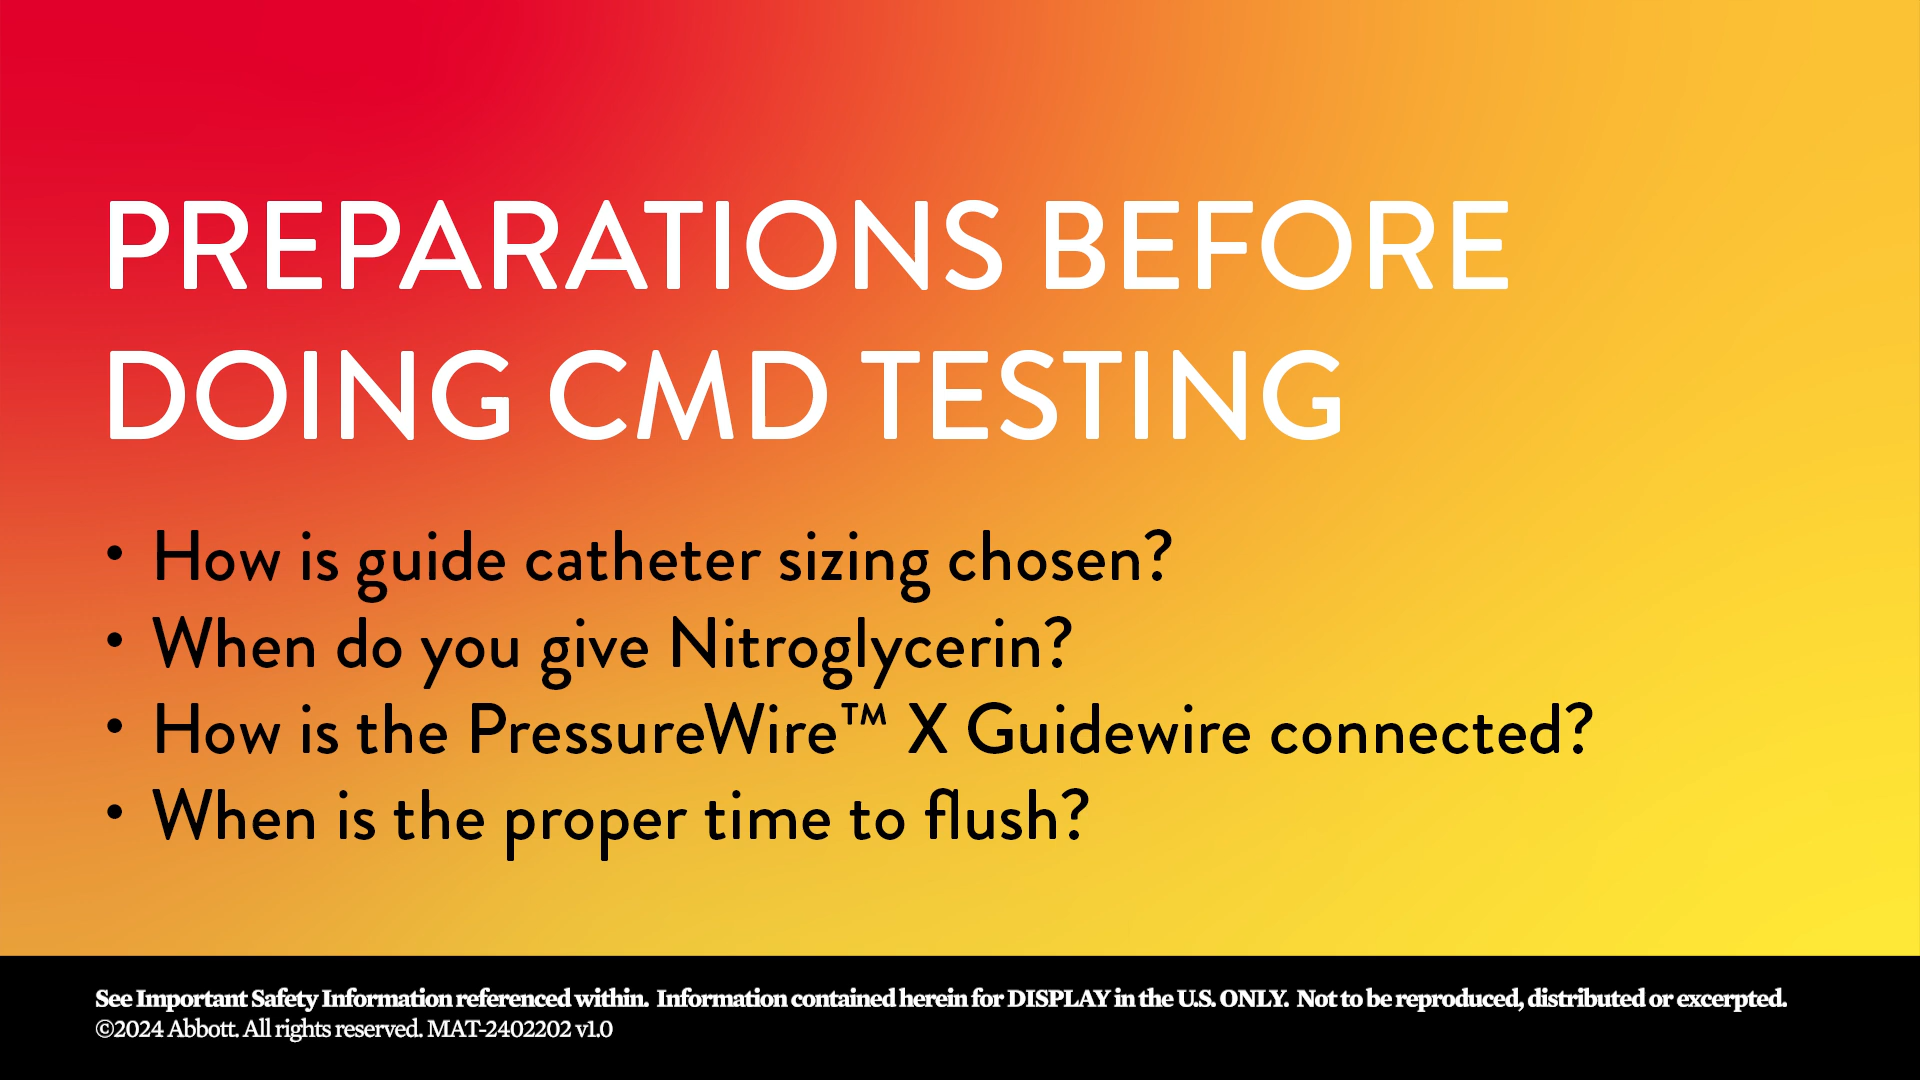 PREPARATIONS BEFORE
DOING CMD TESTING
• How is guide catheter sizing chosen?
• When do you give Nitroglycerin?
• How is the PressureWire™ X Guidewire connected?
• When is the proper time to flush?
See Important Safety Information referenced within. Information contained herein for DISPLAY in the U.S. ONLY. Not to be reproduced, distributed or excerpted.
©2024 Abbott. All rights reserved. MAT-2402202 v1.0